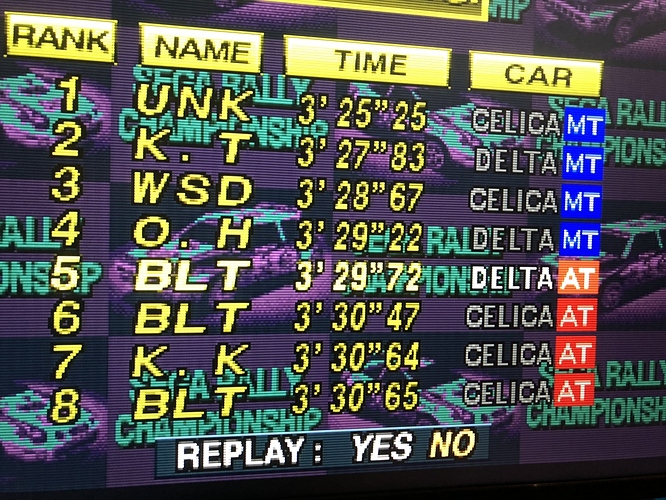 RANK NAME TIME CAR
1 UNK 3'25"25 CELICA MT
2 K.T 3'27"83 DELTA MT
3 WSD 3'28"67 CELICA MT
4 O.H 3'29"22 DELTA MT
5 BLT 3'29"72 DELTA AT
6 BLT 3'30"47 CELICA AT
7 K.K 3'30"64 CELICA AT
8 BLT 3'30"65 CELICA AT
REPLAY: YES NO
SEGA RALLY
CHAMPIONSHIP